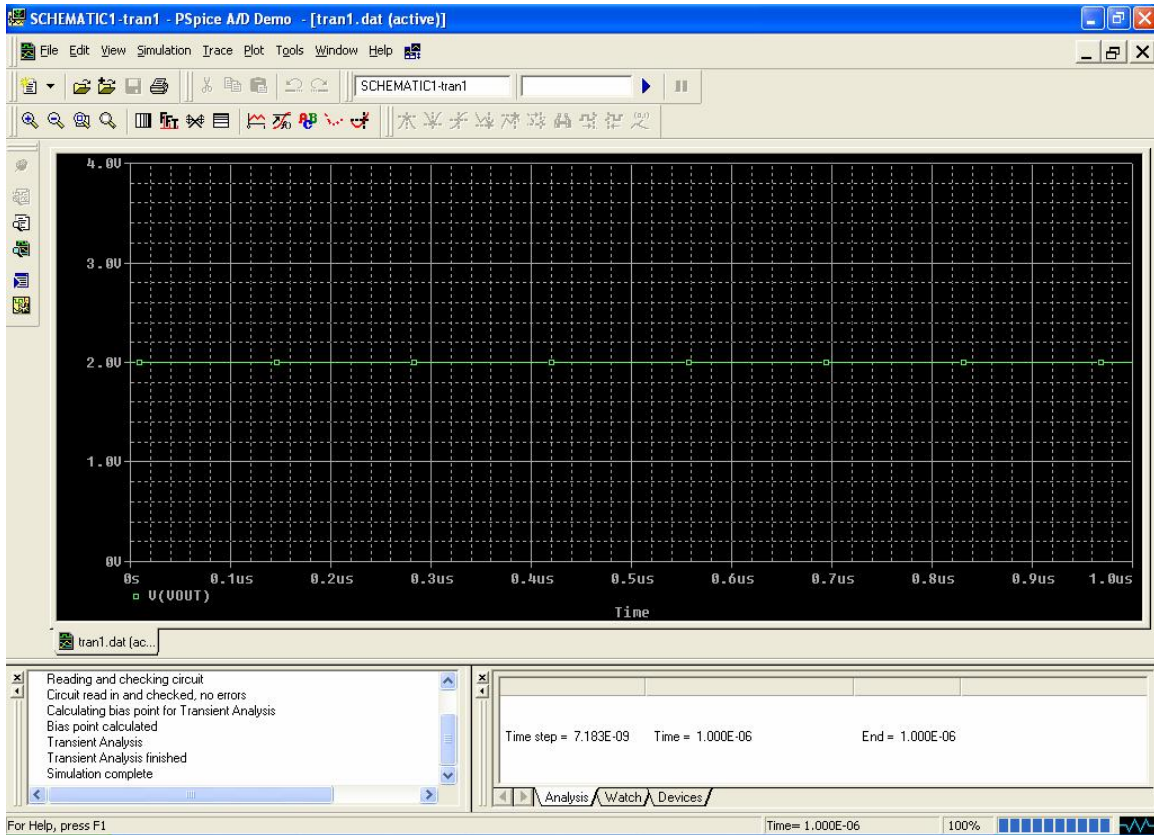 SCHEMATIC1-tran1 - PSpice A/D Demo - [tran1.dat (active)]
File Edit View Simulation Trace Plot Tools Window Help
SCHEMATIC1-tran1
4.0V
3.0V
2.0V
1.0V
0V
0s 0.1us 0.2us 0.3us 0.4us 0.5us 0.6us 0.7us 0.8us 0.9us 1.0us
V(VOUT)
Time
tran1.dat (ac...
Reading and checking circuit
Circuit read in and checked, no errors
Calculating bias point for Transient Analysis
Bias point calculated
Transient Analysis
Transient Analysis finished
Simulation complete
Time step = 7.183E-09 Time = 1.000E-06 End = 1.000E-06
Analysis Watch Devices
For Help, press F1 Time= 1.000E-06 100%